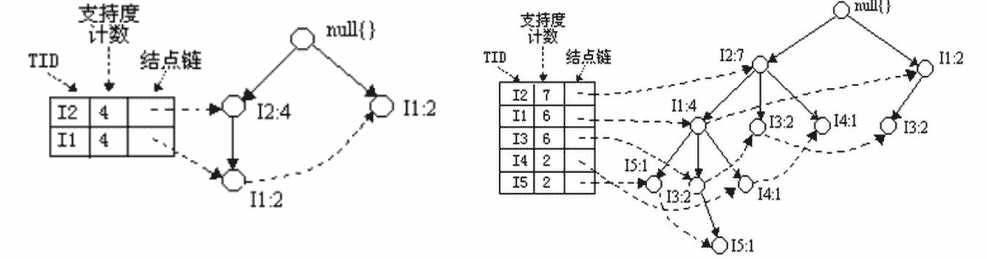 支持度
计数
TID
结点链
null{}
I2 4
I1 4
I2:4
I1:2
I1:2
支持度
计数
TID
结点链
null{}
I2:7
I1:2
I2 7
I1 6
I3 6
I4 2
I5 2
I1:4
I3:2
I4:1
I3:2
I5:1
I3:2
I4:1
I5:1